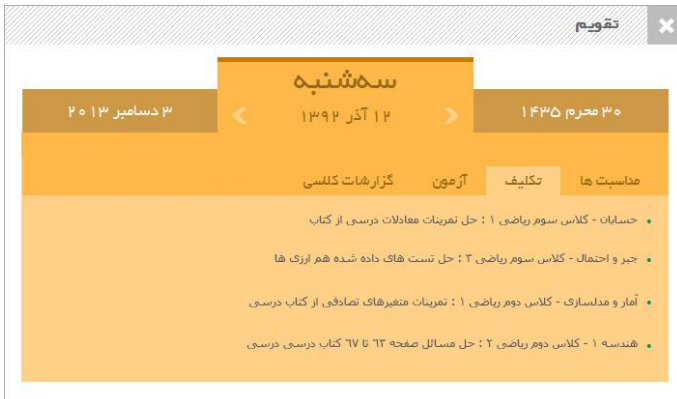 تقویم
سه‌شنبه
۳۰ محرم ۱۴۳۵
۱۲ آذر ۱۳۹۲
۳ دسامبر ۲۰۱۳
مناسبت ها تکلیف آزمون گزارشات کلاسی
حسابان - کلاس سوم ریاضی ۱ : حل تمرینات معادلات درسی از کتاب
جبر و احتمال - کلاس سوم ریاضی ۳ : حل تست های داده شده هم ارزی ها
آمار و مدلسازی - کلاس دوم ریاضی ۱ : تمرینات متغیرهای تصادفی از کتاب درسی
هندسه ۱ - کلاس دوم ریاضی ۲ : حل مسائل صفحه ۶۳ تا ۶۷ کتاب درسی درسی